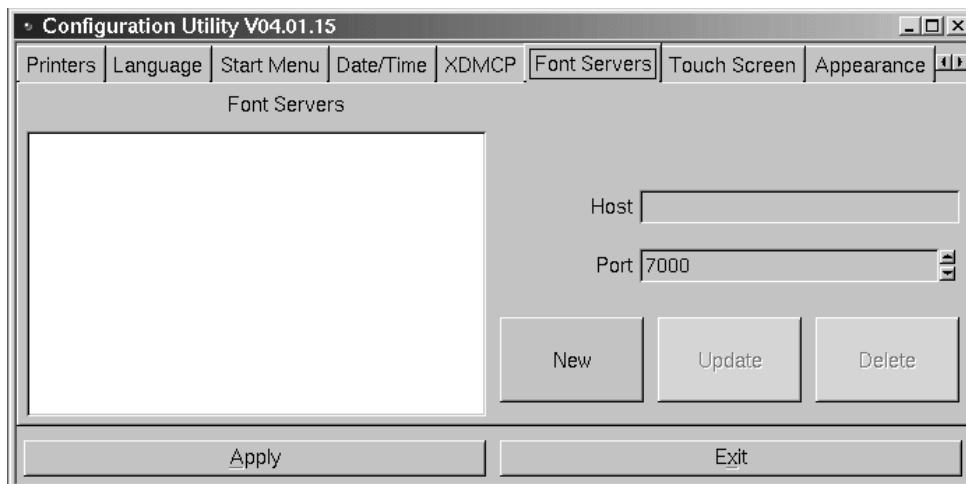 Configuration Utility V04.01.15
Printers Language Start Menu Date/Time XDMCP Font Servers Touch Screen Appearance
Font Servers
Host
Port 7000
New Update Delete
Apply Exit